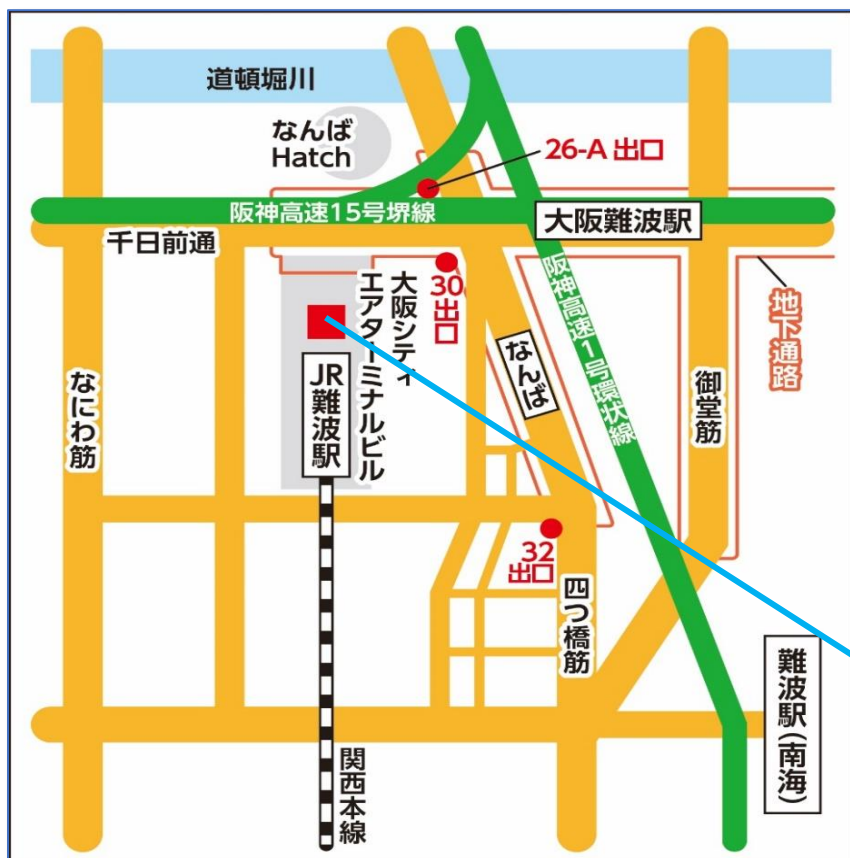 道頓堀川
なんば
Hatch
26-A 出口
阪神高速15号堺線
大阪難波駅
千日前通
30
出口
大阪シティ
エアターミナルビル
阪神高速1号環状線
地下通路
なんば
JR
難波駅
なにわ筋
御堂筋
32
出口
四つ橋筋
難波駅(南海)
関西本線